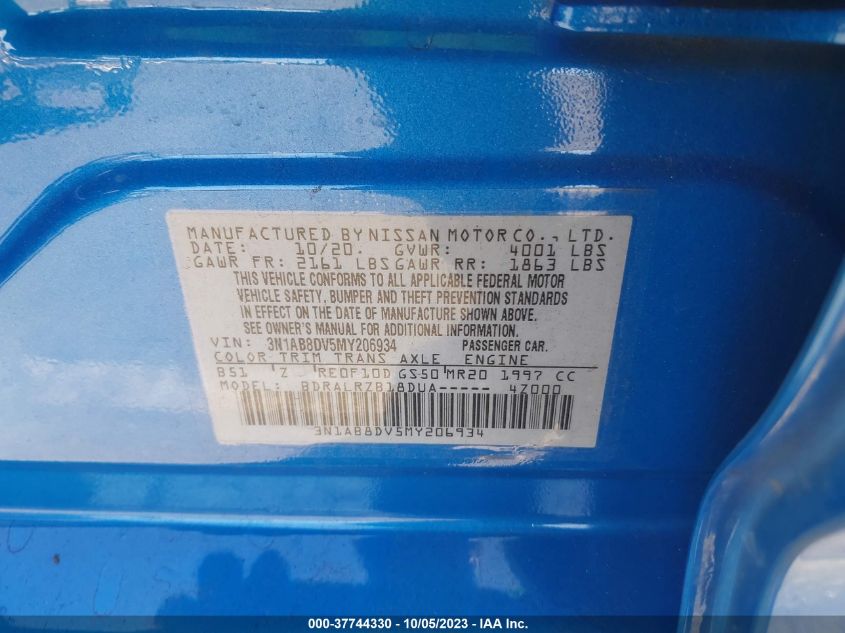 MANUFACTURED BY NISSAN MOTOR CO., LTD.
DATE: 10/20. GVWR: 4001 LBS
GAWR FR: 2161 LBS GAWR RR: 1863 LBS
THIS VEHICLE CONFORMS TO ALL APPLICABLE FEDERAL MOTOR
VEHICLE SAFETY, BUMPER AND THEFT PREVENTION STANDARDS
IN EFFECT ON THE DATE OF MANUFACTURE SHOWN ABOVE.
SEE OWNER'S MANUAL FOR ADDITIONAL INFORMATION.
VIN: 3N1AB8DV5MY206934 PASSENGER CAR.
COLOR TRIM TRANS AXLE ENGINE
B51 Z RE0F10D GS50 MR20 1997 CC
MODEL: BDRALRZB18DUA----- 4Z000
3N1AB8DV5MY206934
000-37744330 - 10/05/2023 - IAA Inc.